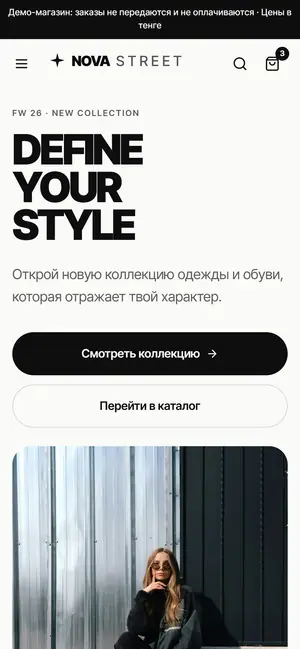 Демо-магазин: заказы не передаются и не оплачиваются · Цены в
тенге
NOVA STREET
3
FW 26 · NEW COLLECTION
DEFINE
YOUR
STYLE
Открой новую коллекцию одежды и обуви,
которая отражает твой характер.
Смотреть коллекцию →
Перейти в каталог